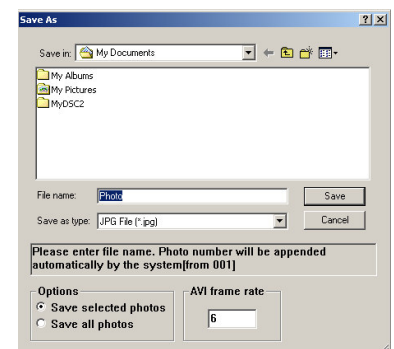 Save As
Save in: My Documents
My Albums
My Pictures
MyDSC2
File name: Photo Save
Save as type: JPG File (*.jpg) Cancel
Please enter file name. Photo number will be appended
automatically by the system[from 001]
Options AVI frame rate
Save selected photos
6
Save all photos